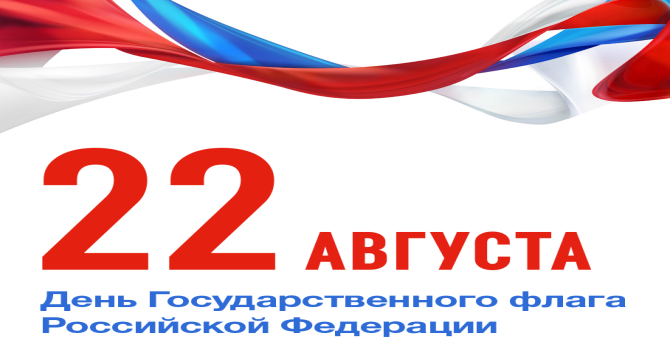 22 АВГУСТА
День Государственного флага
Российской Федерации